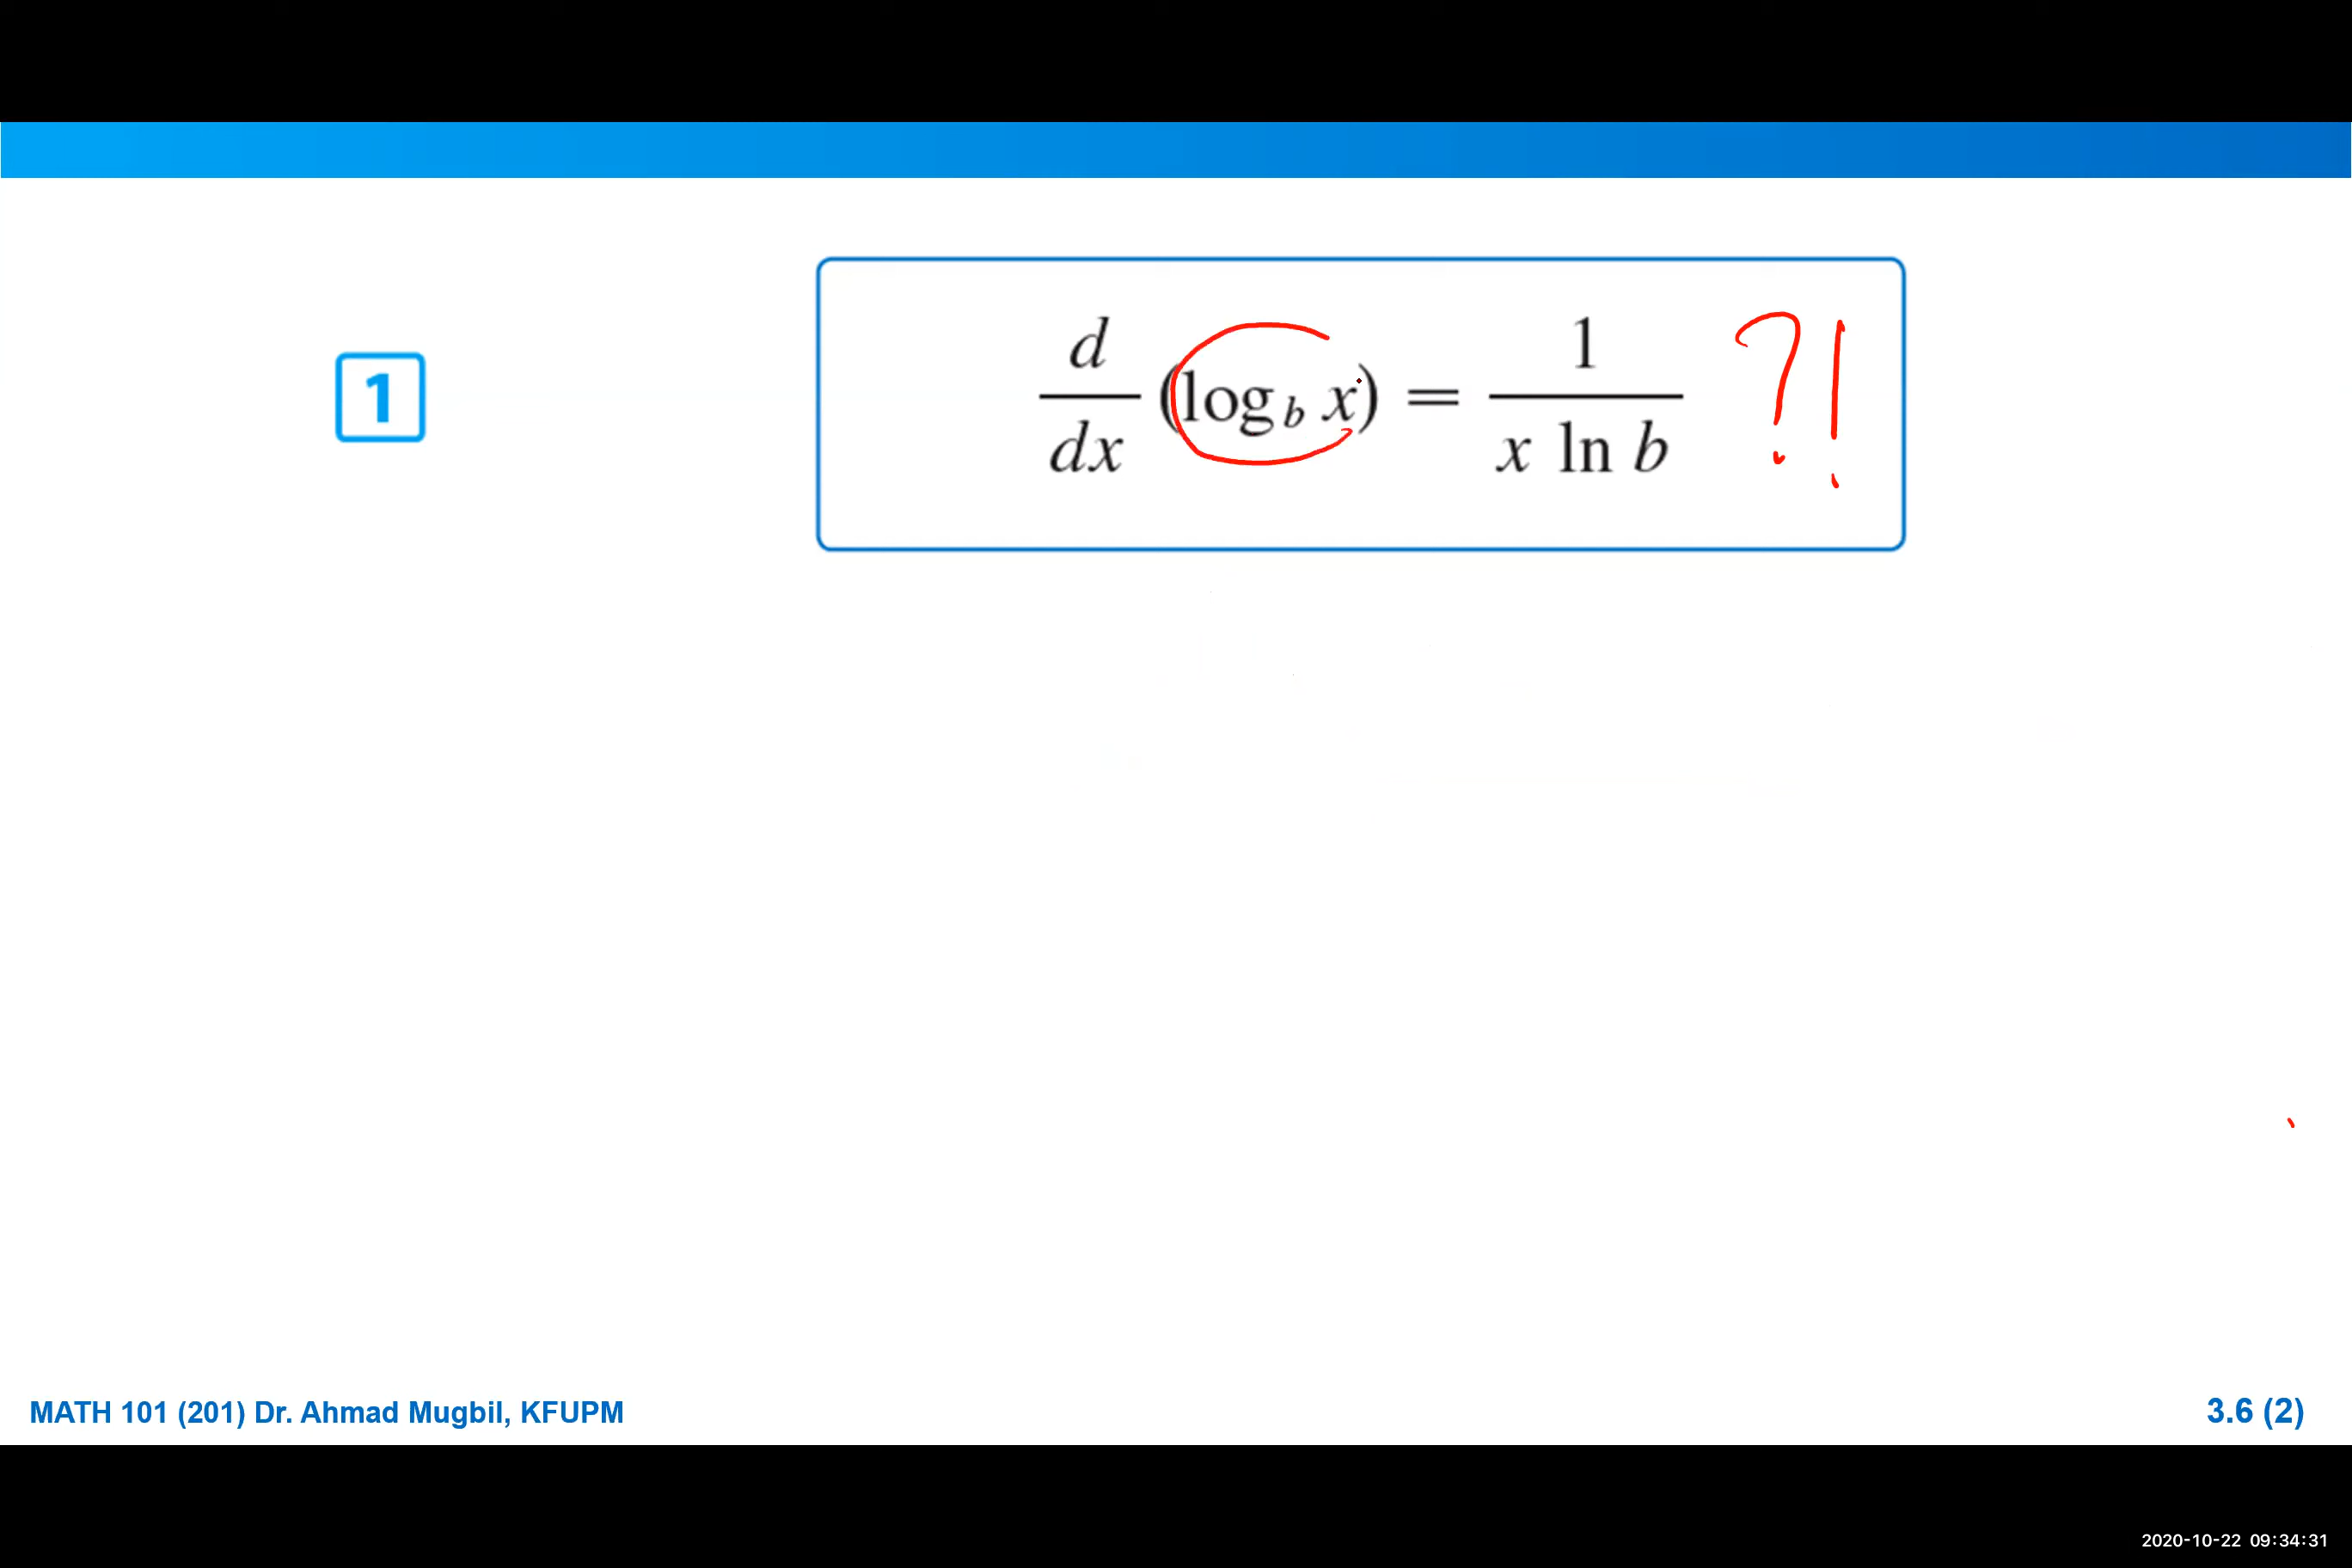 1
d/dx (log_b x) = 1/(x ln b) ?!
MATH 101 (201) Dr. Ahmad Mugbil, KFUPM
3.6 (2)
2020-10-22 09:34:31